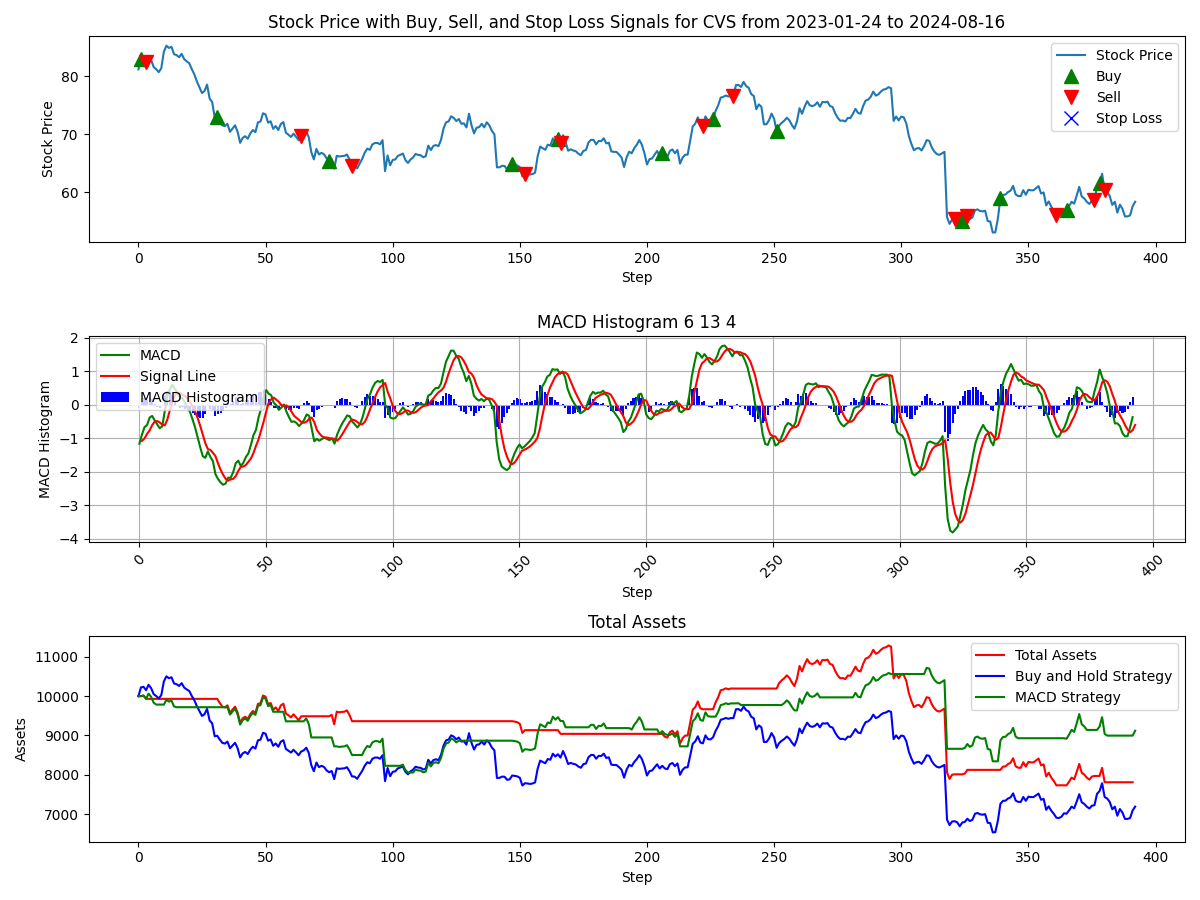 Stock Price with Buy, Sell, and Stop Loss Signals for CVS from 2023-01-24 to 2024-08-16
Stock Price
80
70
60
Stock Price
Buy
Sell
Stop Loss
0 50 100 150 200 250 300 350 400
Step
MACD Histogram 6 13 4
MACD Histogram
2
1
0
−1
−2
−3
−4
MACD
Signal Line
MACD Histogram
0 50 100 150 200 250 300 350 400
Step
Total Assets
Assets
11000
10000
9000
8000
7000
Total Assets
Buy and Hold Strategy
MACD Strategy
0 50 100 150 200 250 300 350 400
Step